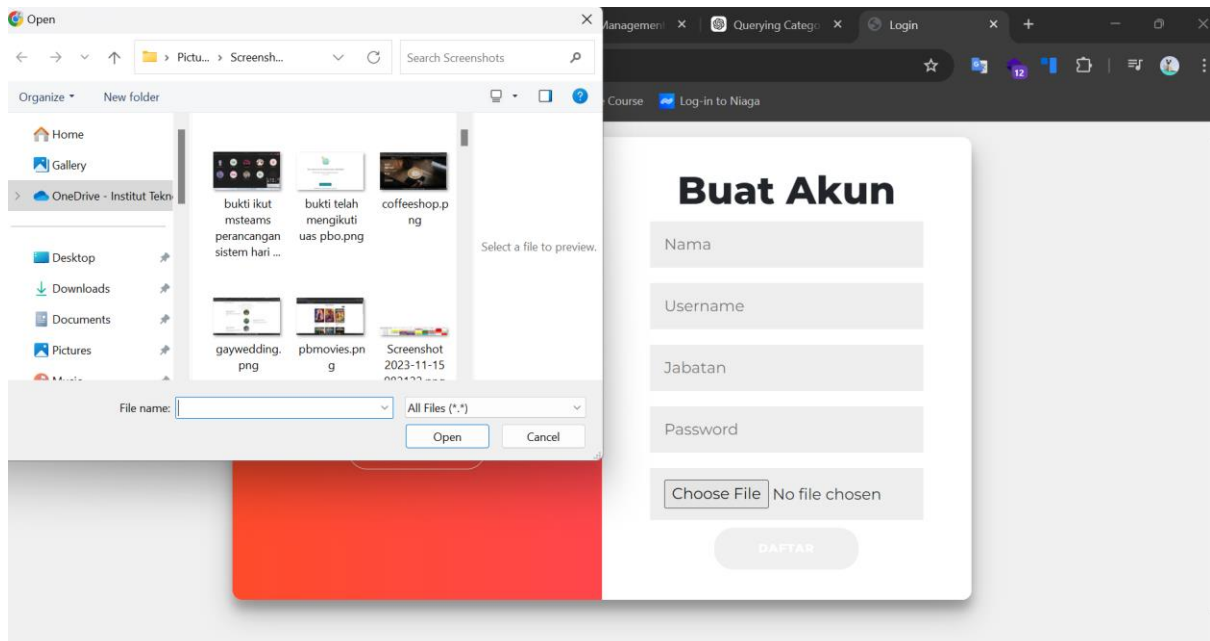 Open
Management
Querying Catego
Login
Pictu... > Screensh...
Search Screenshots
12
Course
Log-in to Niaga
Organize
New folder
Home
Gallery
OneDrive - Institut Tekn
Desktop
Downloads
Documents
Pictures
bukti ikut
msteams
perancangan
sistem hari ...
bukti telah
mengikuti
uas pbo.png
coffeeshop.p
ng
gaywedding.
png
pbmovies.pn
g
Screenshot
2023-11-15
Select a file to preview.
File name:
All Files (*.*)
Open
Cancel
Buat Akun
Nama
Username
Jabatan
Password
Choose File No file chosen
DAFTAR